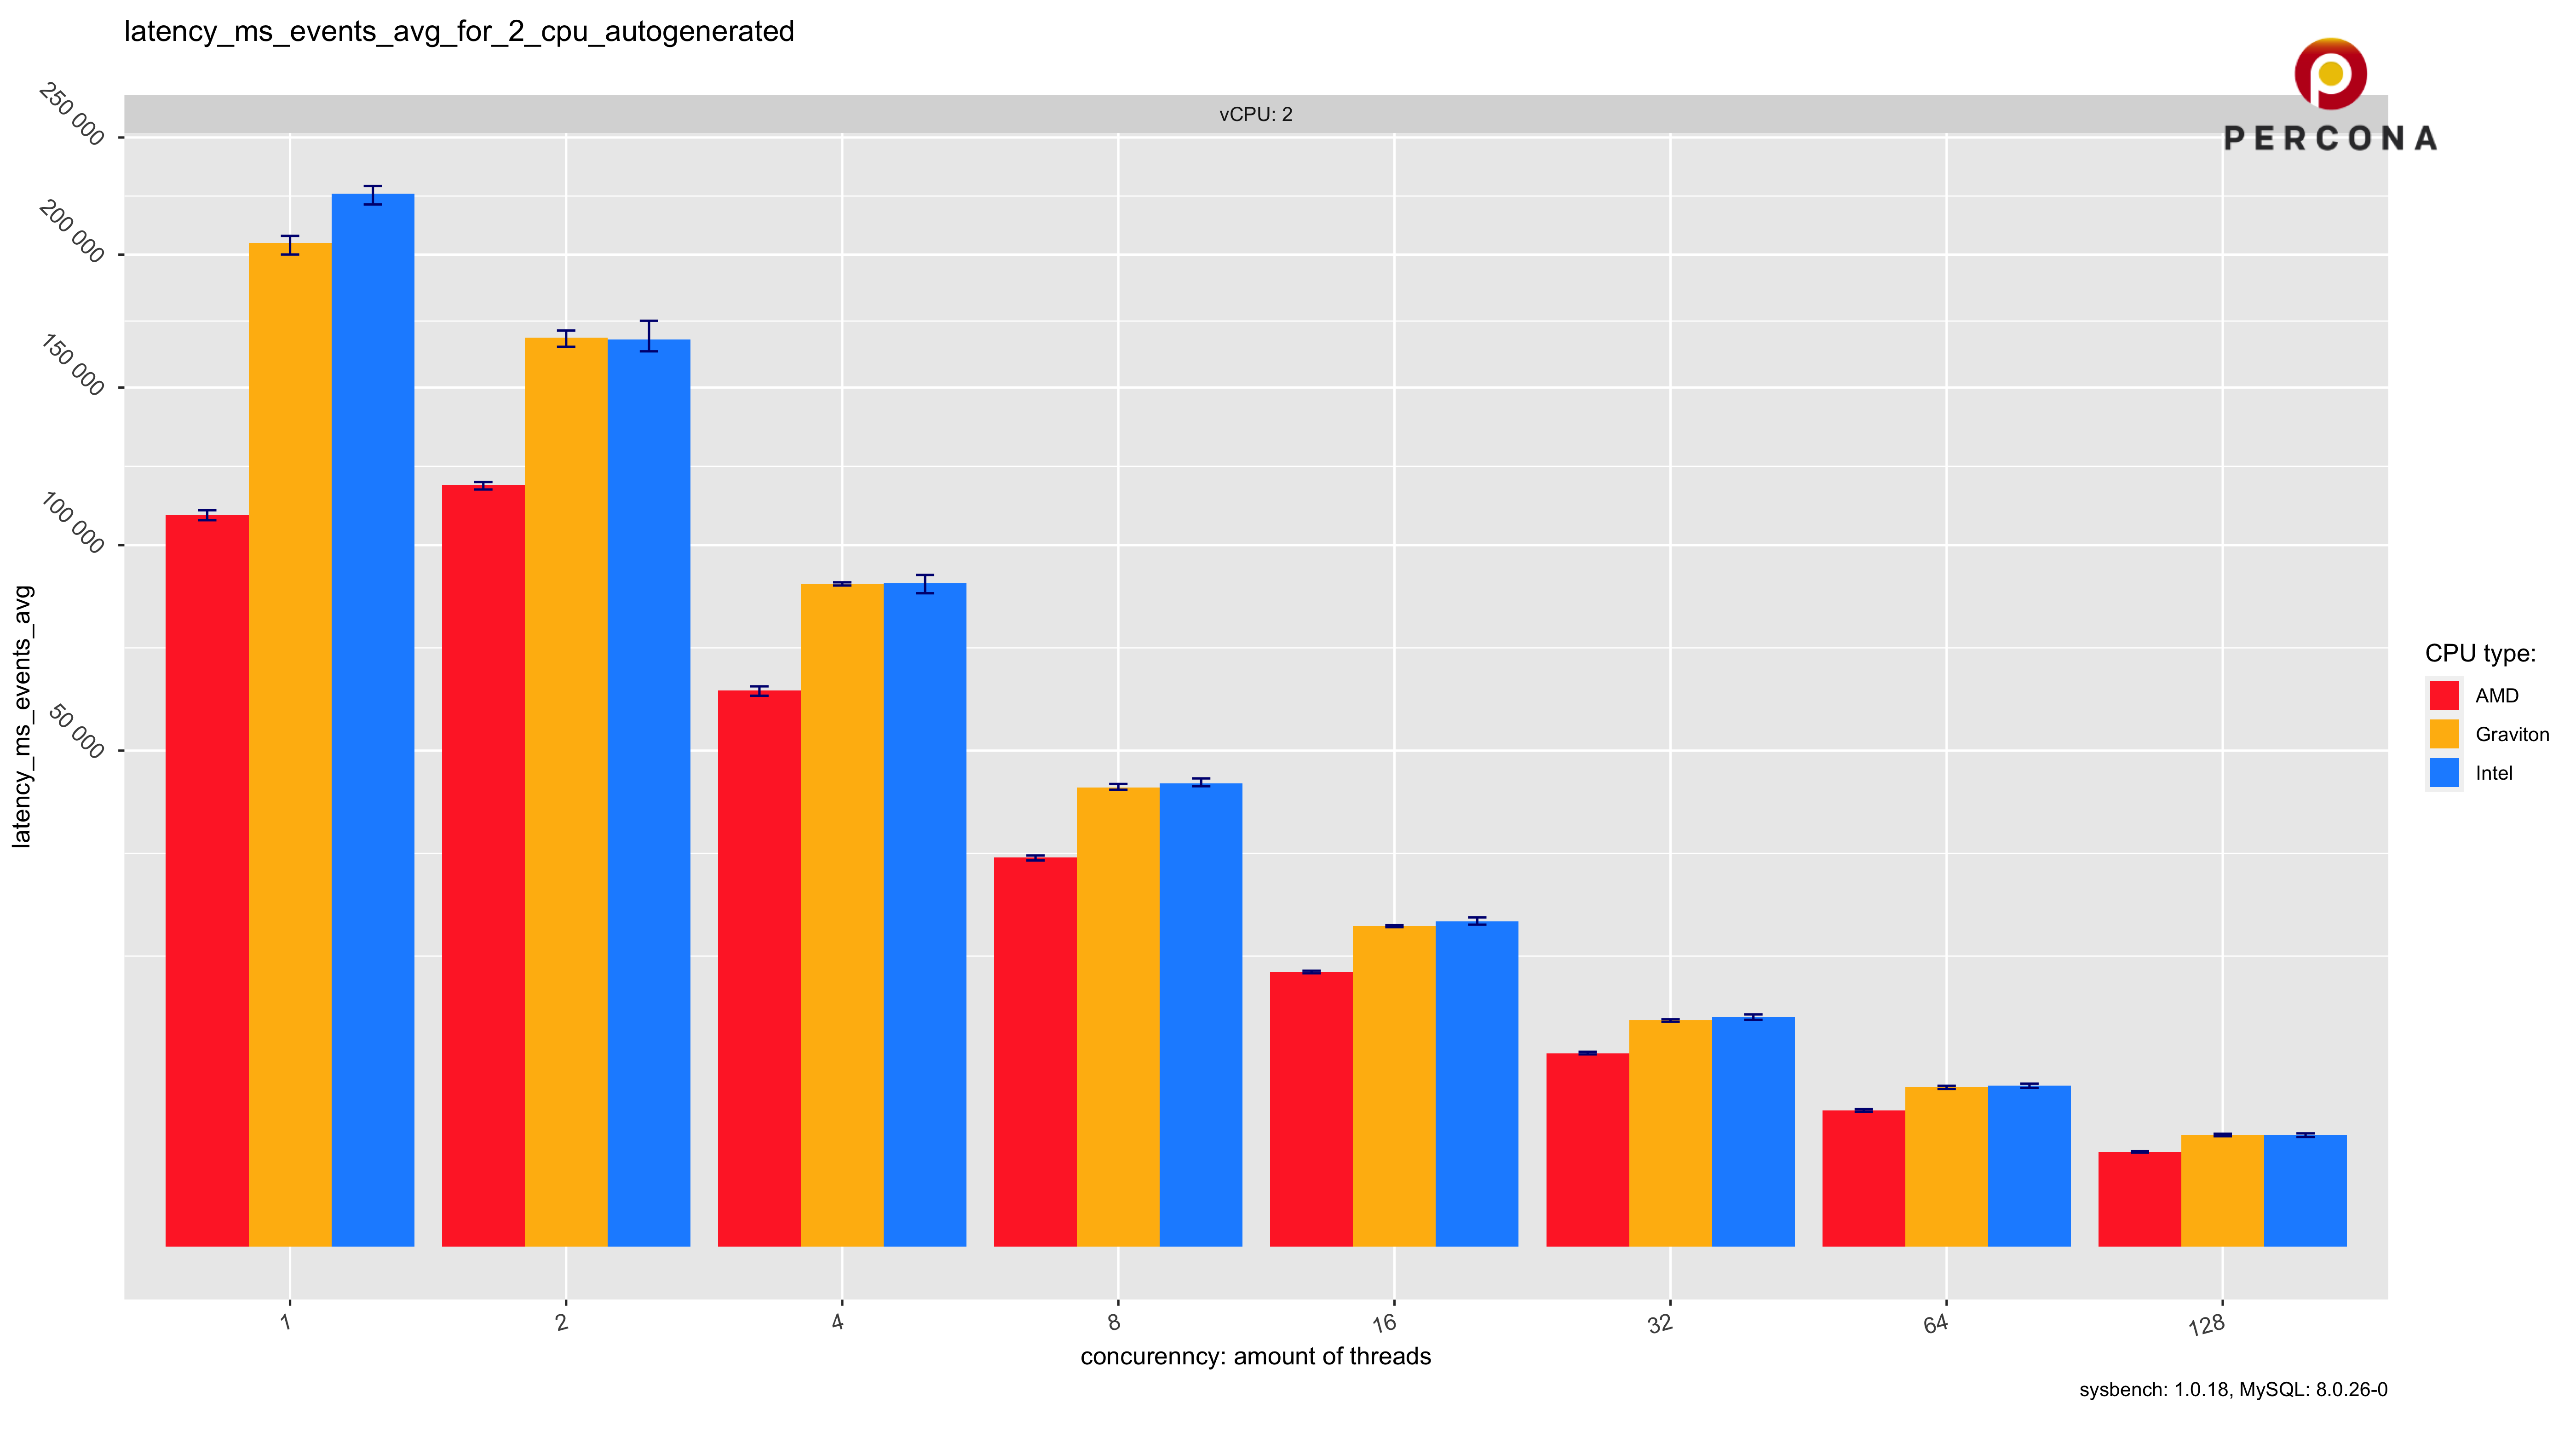 latency_ms_events_avg_for_2_cpu_autogenerated
PERCONA
vCPU: 2
latency_ms_events_avg
250 000
200 000
150 000
100 000
50 000
1
2
4
8
16
32
64
128
concurenncy: amount of threads
CPU type:
AMD
Graviton
Intel
sysbench: 1.0.18, MySQL: 8.0.26-0